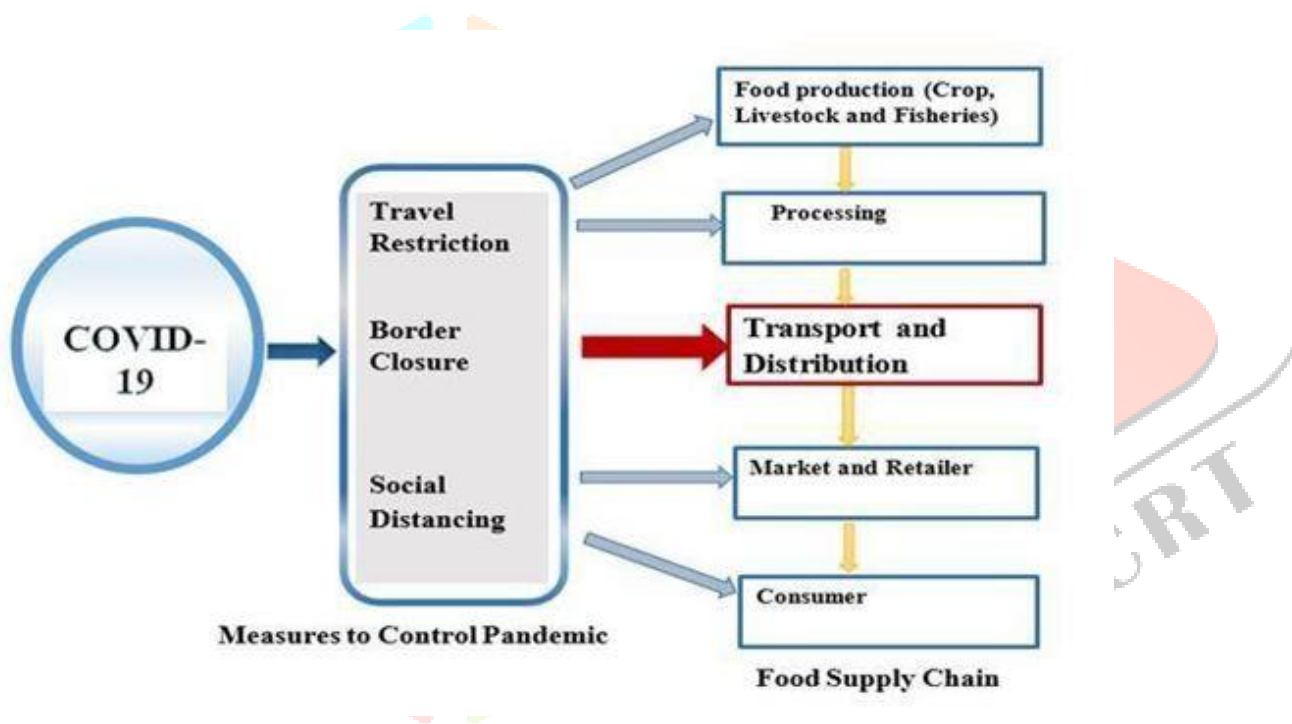 COVID-
19
Travel
Restriction
Border
Closure
Social
Distancing
Measures to Control Pandemic
Food production (Crop,
Livestock and Fisheries)
Processing
Transport and
Distribution
Market and Retailer
Consumer
Food Supply Chain
CRT